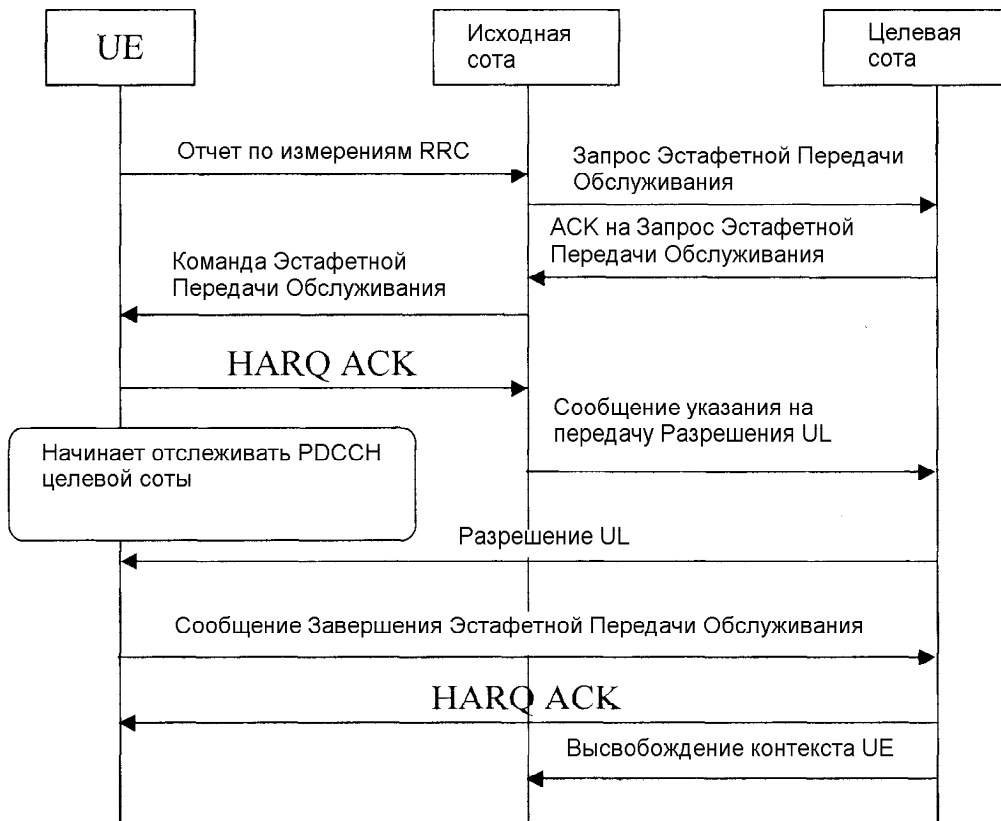 UE
Исходная
сота
Целевая
сота
Отчет по измерениям RRC
Запрос Эстафетной Передачи
Обслуживания
ACK на Запрос Эстафетной
Передачи Обслуживания
Команда Эстафетной
Передачи Обслуживания
HARQ ACK
Сообщение указания на
передачу Разрешения UL
Начинает отслеживать PDCCH
целевой соты
Разрешение UL
Сообщение Завершения Эстафетной Передачи Обслуживания
HARQ ACK
Высвобождение контекста UE